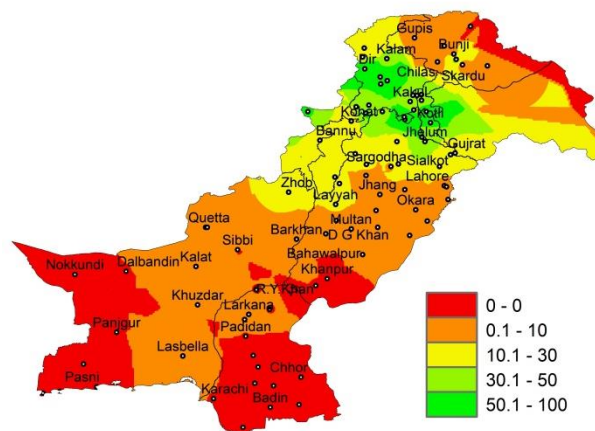 Gupis
Bunji
Kalam
Dir
Chilas
Skardu
Kakul
Kohat
Kotli
Jhelum
Bannu
Gujrat
Sargodha
Sialkot
Zhob
Jhang
Lahore
Layyah
Okara
Quetta
Multan
Barkhan
D G Khan
Sibbi
Bahawalpur
Kalat
Dalbandin
Nokkundi
Khanpur
R.Y.Khan
Khuzdar
Larkana
Panjgur
Padidan
Lasbella
Pasni
Chhor
Karachi
Badin
0 - 0
0.1 - 10
10.1 - 30
30.1 - 50
50.1 - 100